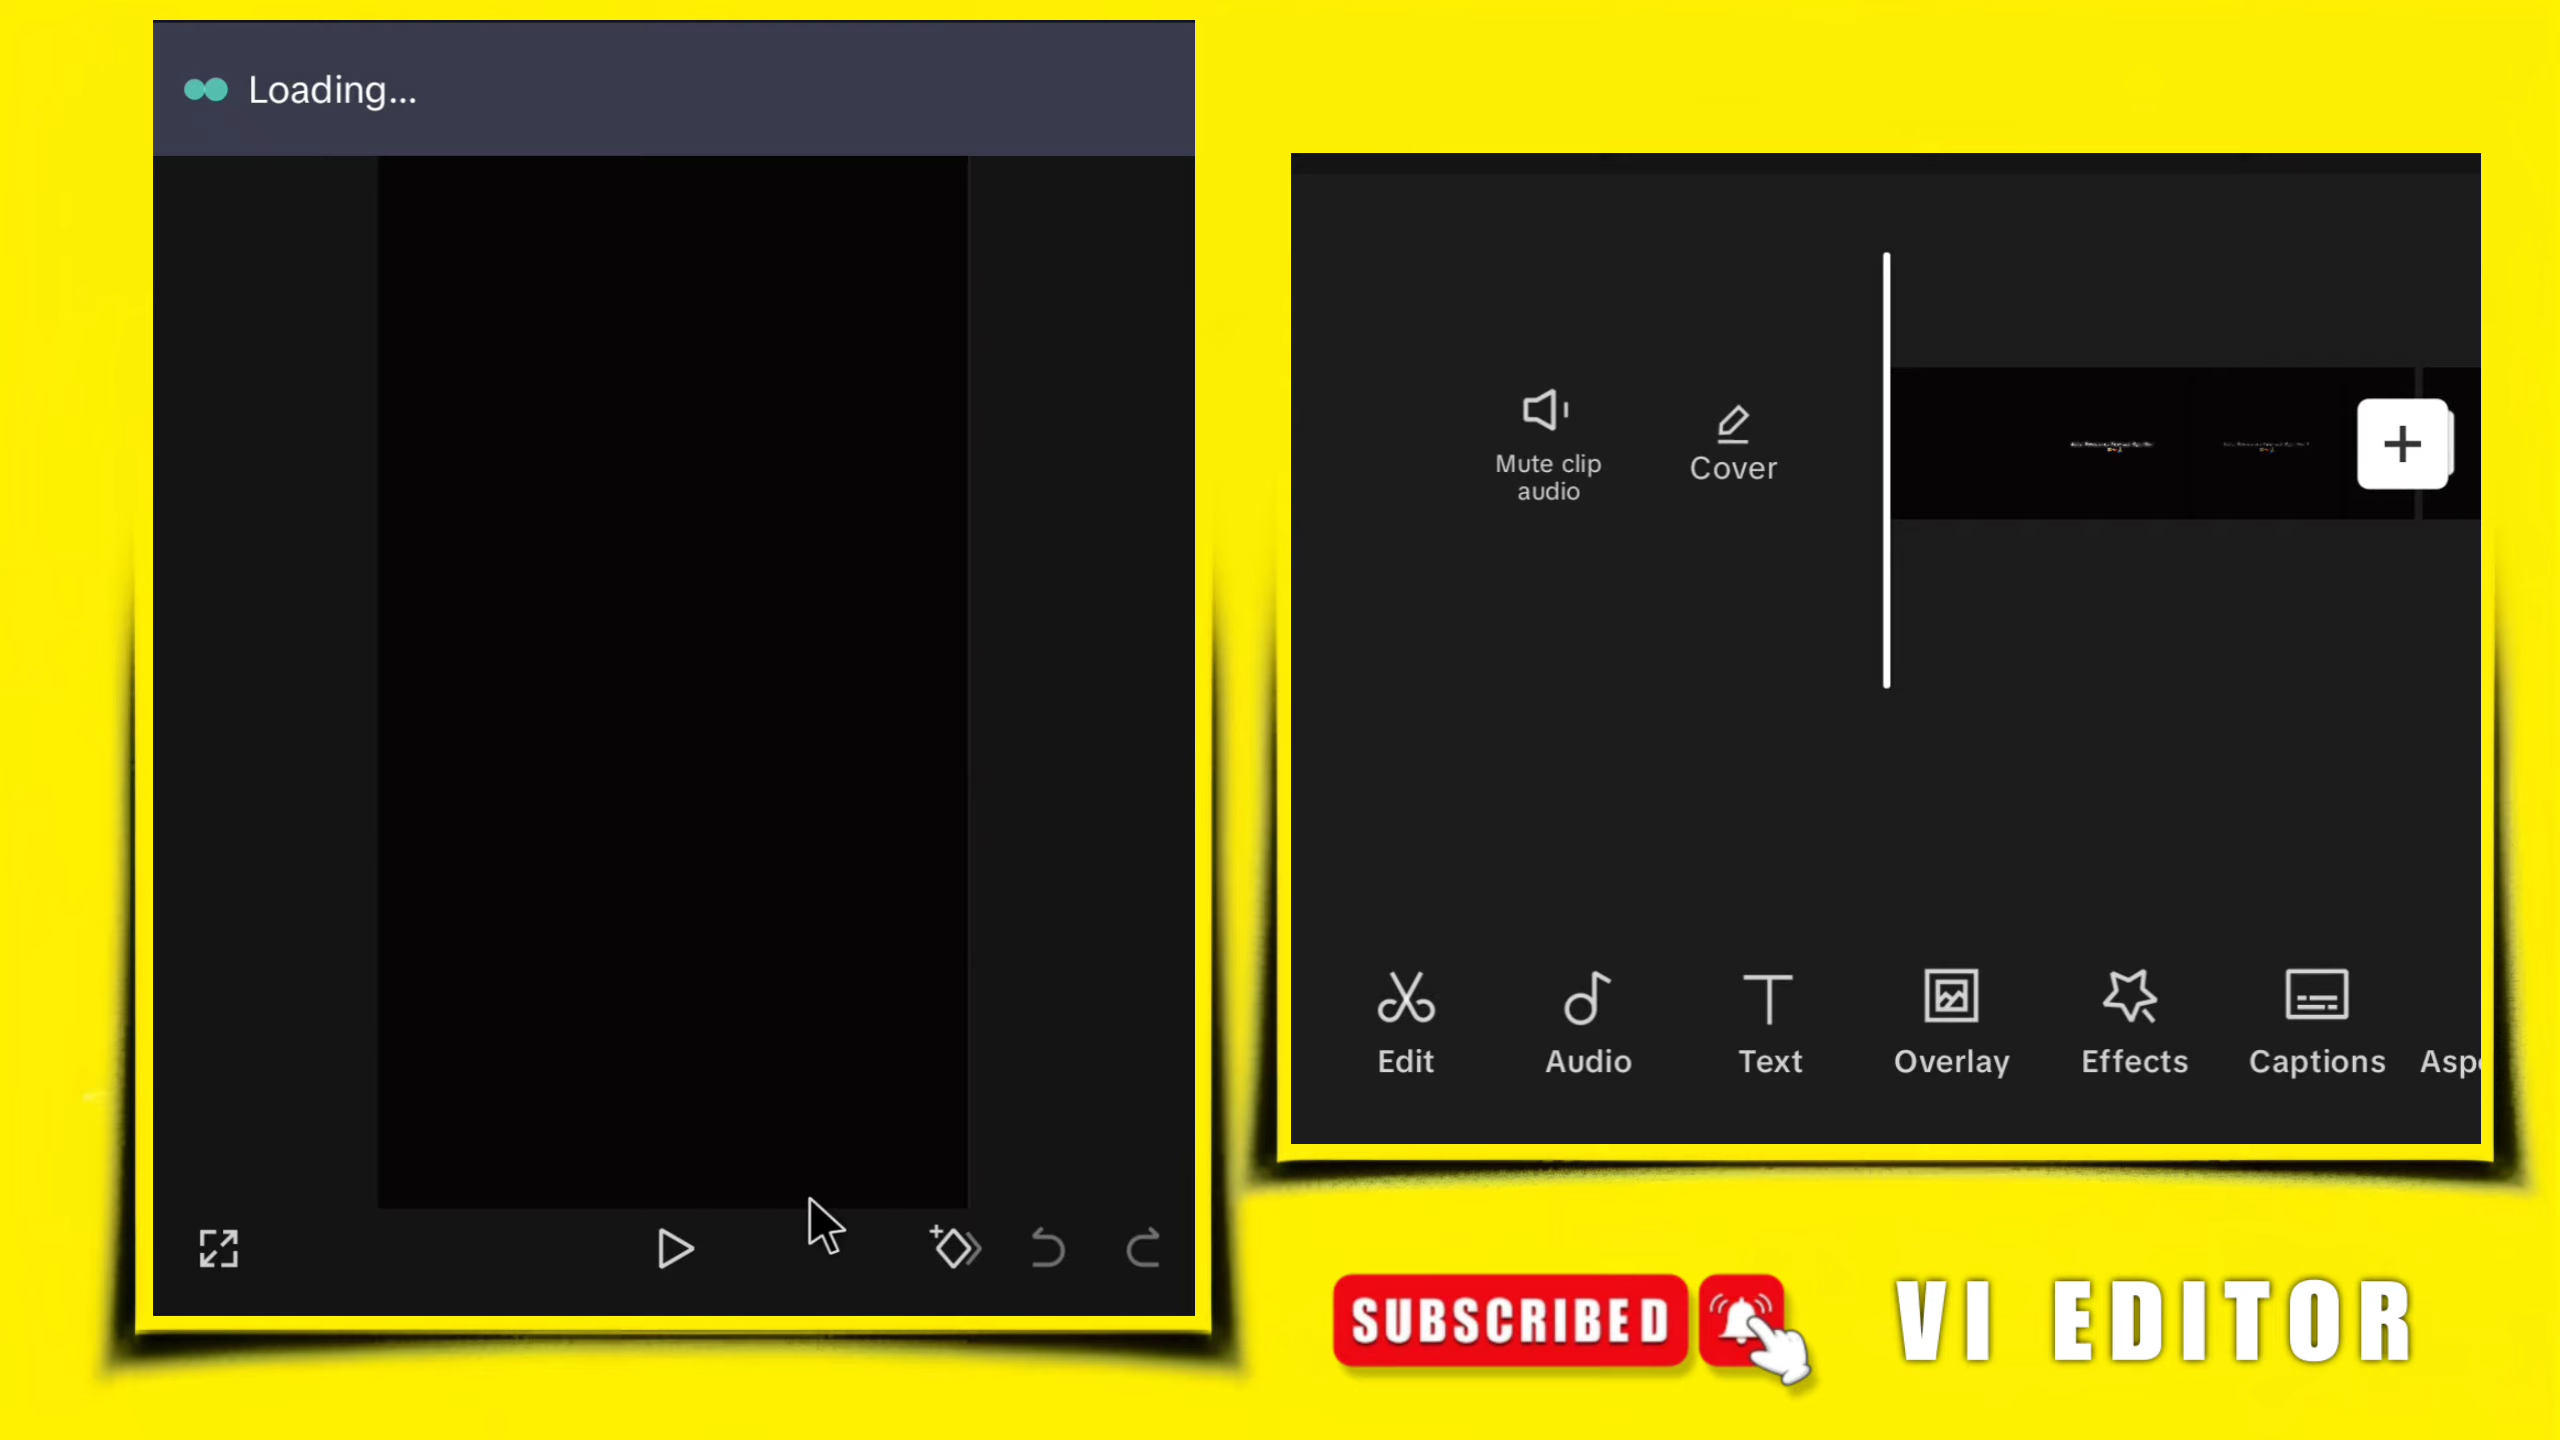 Loading...
Mute clip
audio
Cover
Edit
Audio
Text
Overlay
Effects
Captions
SUBSCRIBED
VI EDITOR